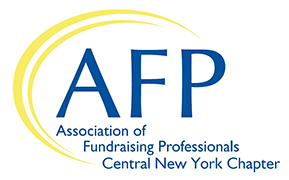 AFP
Association of
Fundraising Professionals
Central New York Chapter